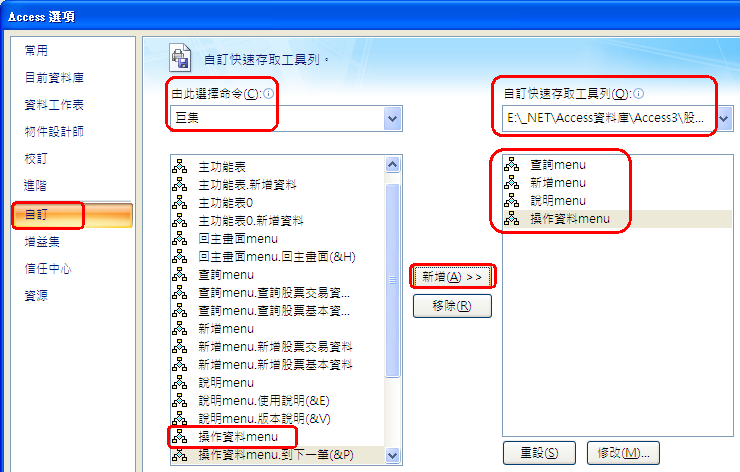 Access 選項
常用
目前資料庫
資料工作表
物件設計師
校訂
進階
自訂
增益集
信任中心
資源
自訂快速存取工具列。
由此選擇命令(C):
巨集
主功能表
主功能表.新增資料
主功能表0
主功能表0.新增資料
回主畫面menu
回主畫面menu.回主畫面(&H)
查詢menu
查詢menu.查詢股票交易資...
查詢menu.查詢股票基本資...
新增menu
新增menu.新增股票交易資料
新增menu.新增股票基本資料
說明menu
說明menu.使用說明(&E)
說明menu.版本說明(&V)
操作資料menu
操作資料menu.到下一筆(&P)
新增(A) >>
移除(R)
自訂快速存取工具列(Q):
E:\_NET\Access資料庫\Access3\股...
查詢menu
新增menu
說明menu
操作資料menu
重設(S)
修改(M)...